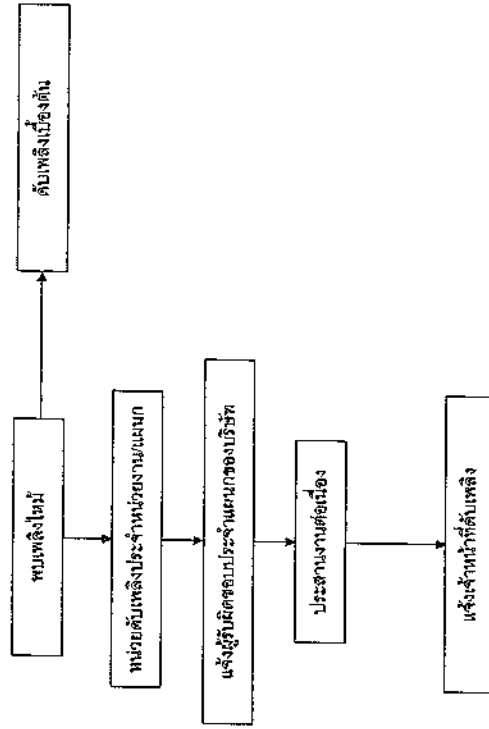 พบเพลิงไหม้
ดับเพลิงเบื้องต้น
หน่วยดับเพลิงประจำหน่วยงาน/แผนก
แจ้งผู้รับผิดชอบประจำแผนกของบริษัท
ประสานงานต่อเนื่อง
แจ้งเจ้าหน้าที่ดับเพลิง